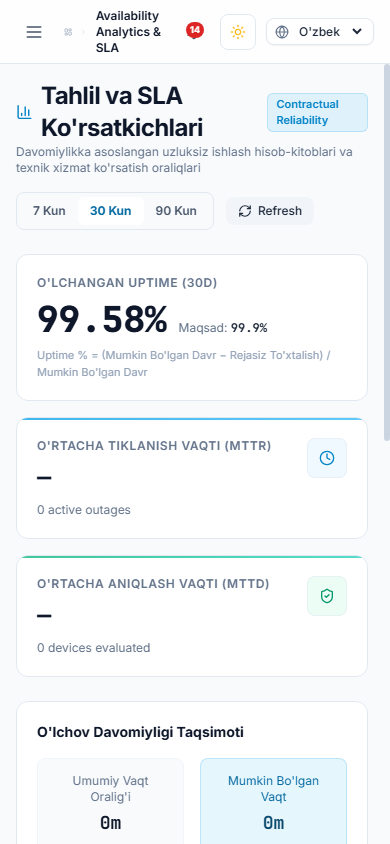 Availability
Analytics &
SLA
14
O'zbek
Tahlil va SLA
Ko'rsatkichlari
Contractual
Reliability
Davomiylikka asoslangan uzluksiz ishlash hisob-kitoblari va
texnik xizmat ko'rsatish oraliqlari
7 Kun
30 Kun
90 Kun
Refresh
O'LCHANGAN UPTIME (30D)
99.58% Maqsad: 99.9%
Uptime % = (Mumkin Bo'lgan Davr − Rejasiz To'xtalish) /
Mumkin Bo'lgan Davr
O'RTACHA TIKLANISH VAQTI (MTTR)
—
0 active outages
O'RTACHA ANIQLASH VAQTI (MTTD)
—
0 devices evaluated
O'lchov Davomiyligi Taqsimoti
Umumiy Vaqt
Oralig'i
0m
Mumkin Bo'lgan
Vaqt
0m